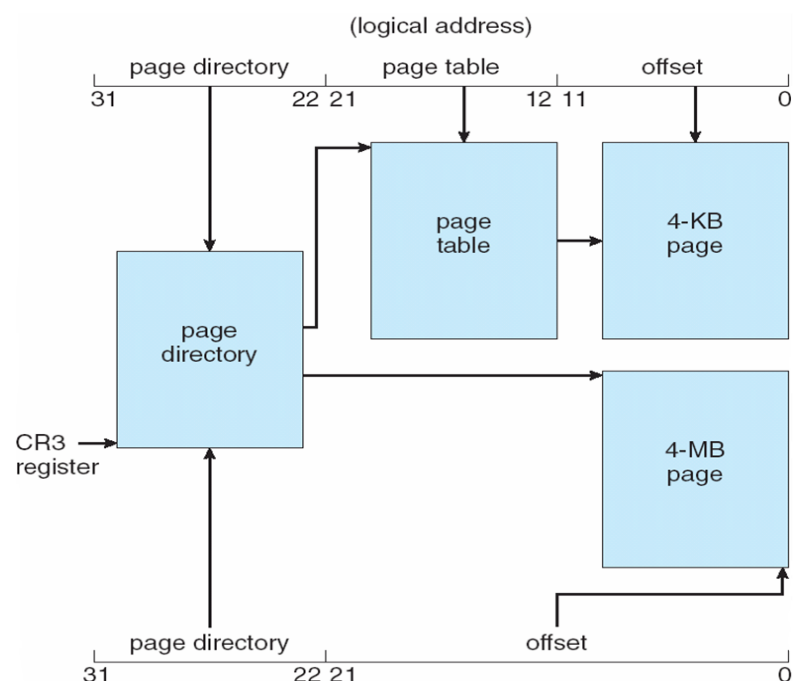 (logical address)
page directory page table offset
31 22 21 12 11 0
page
table
4-KB
page
page
directory
CR3
register
4-MB
page
page directory offset
31 22 21 0